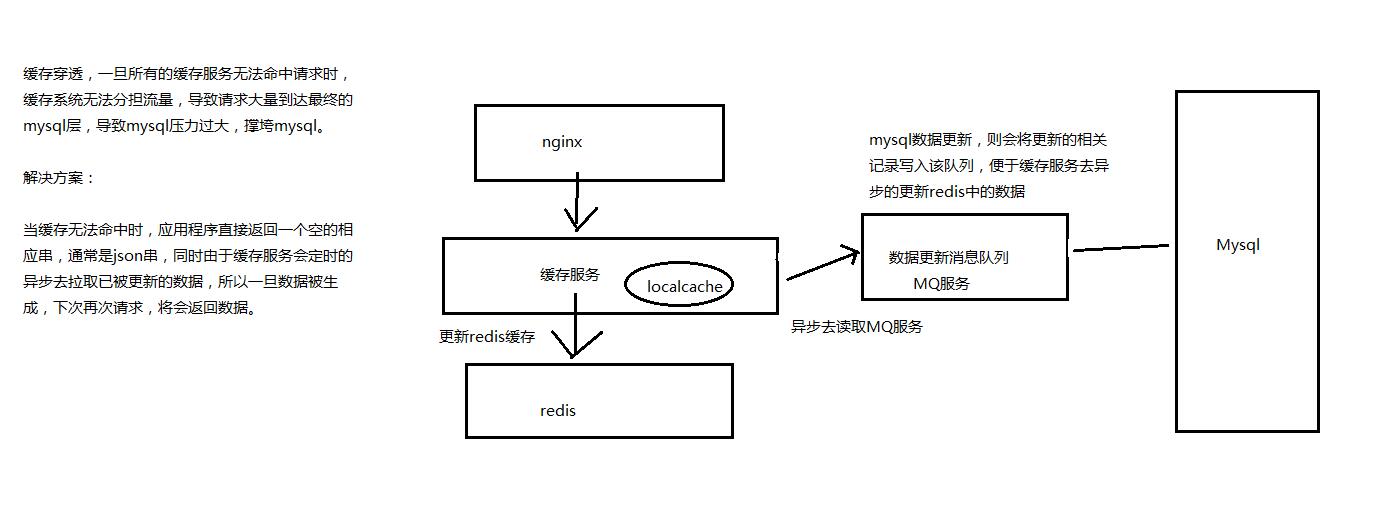 缓存穿透，一旦所有的缓存服务无法命中请求时，
缓存系统无法分担流量，导致请求大量到达最终的
mysql层，导致mysql压力过大，撑垮mysql。
解决方案：
当缓存无法命中时，应用程序直接返回一个空的相
应串，通常是json串，同时由于缓存服务会定时的
异步去拉取已被更新的数据，所以一旦数据被生
成，下次再次请求，将会返回数据。
nginx
缓存服务
localcache
更新redis缓存
redis
mysql数据更新，则会将更新的相关
记录写入该队列，便于缓存服务去异
步的更新redis中的数据
数据更新消息队列
MQ服务
异步去读取MQ服务
Mysql